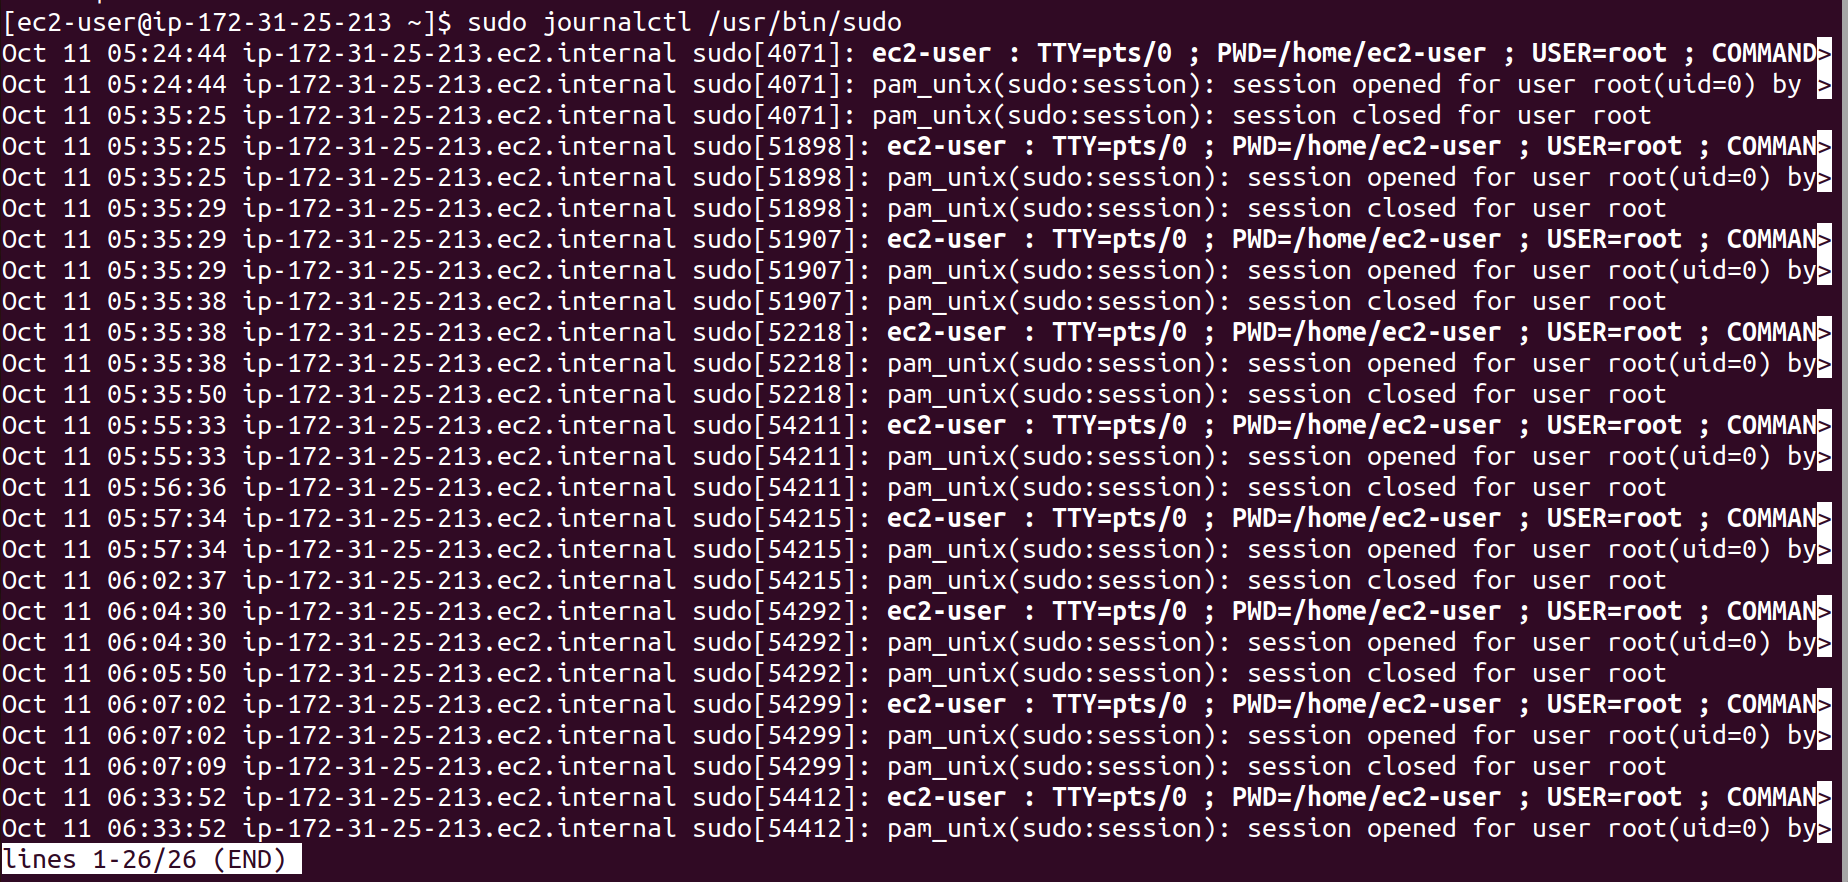 [ec2-user@ip-172-31-25-213 ~]$ sudo journalctl /usr/bin/sudo
Oct 11 05:24:44 ip-172-31-25-213.ec2.internal sudo[4071]: ec2-user : TTY=pts/0 ; PWD=/home/ec2-user ; USER=root ; COMMAND>
Oct 11 05:24:44 ip-172-31-25-213.ec2.internal sudo[4071]: pam_unix(sudo:session): session opened for user root(uid=0) by >
Oct 11 05:35:25 ip-172-31-25-213.ec2.internal sudo[4071]: pam_unix(sudo:session): session closed for user root
Oct 11 05:35:25 ip-172-31-25-213.ec2.internal sudo[51898]: ec2-user : TTY=pts/0 ; PWD=/home/ec2-user ; USER=root ; COMMAN>
Oct 11 05:35:25 ip-172-31-25-213.ec2.internal sudo[51898]: pam_unix(sudo:session): session opened for user root(uid=0) by>
Oct 11 05:35:29 ip-172-31-25-213.ec2.internal sudo[51898]: pam_unix(sudo:session): session closed for user root
Oct 11 05:35:29 ip-172-31-25-213.ec2.internal sudo[51907]: ec2-user : TTY=pts/0 ; PWD=/home/ec2-user ; USER=root ; COMMAN>
Oct 11 05:35:29 ip-172-31-25-213.ec2.internal sudo[51907]: pam_unix(sudo:session): session opened for user root(uid=0) by>
Oct 11 05:35:38 ip-172-31-25-213.ec2.internal sudo[51907]: pam_unix(sudo:session): session closed for user root
Oct 11 05:35:38 ip-172-31-25-213.ec2.internal sudo[52218]: ec2-user : TTY=pts/0 ; PWD=/home/ec2-user ; USER=root ; COMMAN>
Oct 11 05:35:38 ip-172-31-25-213.ec2.internal sudo[52218]: pam_unix(sudo:session): session opened for user root(uid=0) by>
Oct 11 05:35:50 ip-172-31-25-213.ec2.internal sudo[52218]: pam_unix(sudo:session): session closed for user root
Oct 11 05:55:33 ip-172-31-25-213.ec2.internal sudo[54211]: ec2-user : TTY=pts/0 ; PWD=/home/ec2-user ; USER=root ; COMMAN>
Oct 11 05:55:33 ip-172-31-25-213.ec2.internal sudo[54211]: pam_unix(sudo:session): session opened for user root(uid=0) by>
Oct 11 05:56:36 ip-172-31-25-213.ec2.internal sudo[54211]: pam_unix(sudo:session): session closed for user root
Oct 11 05:57:34 ip-172-31-25-213.ec2.internal sudo[54215]: ec2-user : TTY=pts/0 ; PWD=/home/ec2-user ; USER=root ; COMMAN>
Oct 11 05:57:34 ip-172-31-25-213.ec2.internal sudo[54215]: pam_unix(sudo:session): session opened for user root(uid=0) by>
Oct 11 06:02:37 ip-172-31-25-213.ec2.internal sudo[54215]: pam_unix(sudo:session): session closed for user root
Oct 11 06:04:30 ip-172-31-25-213.ec2.internal sudo[54292]: ec2-user : TTY=pts/0 ; PWD=/home/ec2-user ; USER=root ; COMMAN>
Oct 11 06:04:30 ip-172-31-25-213.ec2.internal sudo[54292]: pam_unix(sudo:session): session opened for user root(uid=0) by>
Oct 11 06:05:50 ip-172-31-25-213.ec2.internal sudo[54292]: pam_unix(sudo:session): session closed for user root
Oct 11 06:07:02 ip-172-31-25-213.ec2.internal sudo[54299]: ec2-user : TTY=pts/0 ; PWD=/home/ec2-user ; USER=root ; COMMAN>
Oct 11 06:07:02 ip-172-31-25-213.ec2.internal sudo[54299]: pam_unix(sudo:session): session opened for user root(uid=0) by>
Oct 11 06:07:09 ip-172-31-25-213.ec2.internal sudo[54299]: pam_unix(sudo:session): session closed for user root
Oct 11 06:33:52 ip-172-31-25-213.ec2.internal sudo[54412]: ec2-user : TTY=pts/0 ; PWD=/home/ec2-user ; USER=root ; COMMAN>
Oct 11 06:33:52 ip-172-31-25-213.ec2.internal sudo[54412]: pam_unix(sudo:session): session opened for user root(uid=0) by>
lines 1-26/26 (END)